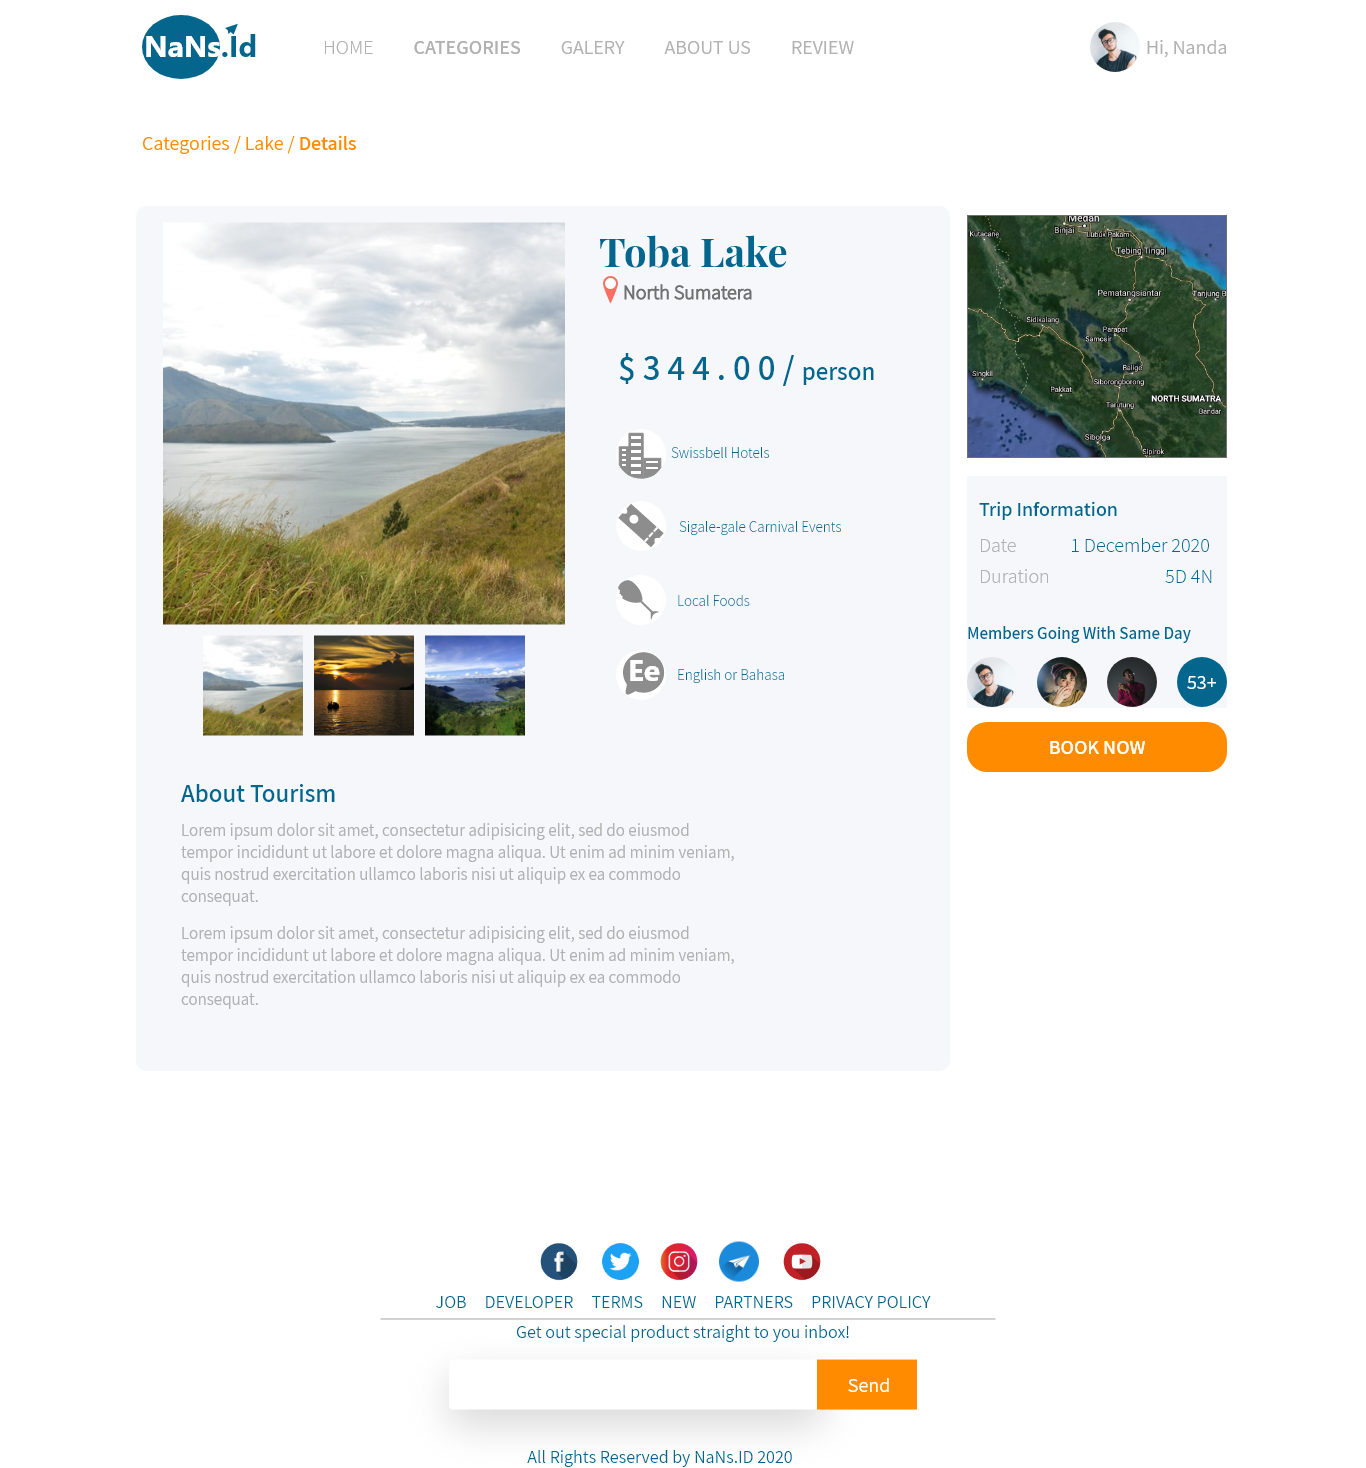 NaNs.id
HOME CATEGORIES GALERY ABOUT US REVIEW
Hi, Nanda
Categories / Lake / Details
Toba Lake
North Sumatera
$344.00/ person
Swissbell Hotels
Sigale-gale Carnival Events
Local Foods
Ee
English or Bahasa
About Tourism
Lorem ipsum dolor sit amet, consectetur adipisicing elit, sed do eiusmod
tempor incididunt ut labore et dolore magna aliqua. Ut enim ad minim veniam,
quis nostrud exercitation ullamco laboris nisi ut aliquip ex ea commodo
consequat.
Lorem ipsum dolor sit amet, consectetur adipisicing elit, sed do eiusmod
tempor incididunt ut labore et dolore magna aliqua. Ut enim ad minim veniam,
quis nostrud exercitation ullamco laboris nisi ut aliquip ex ea commodo
consequat.
Medan
Binjai
Lubuk Pakam
Kutacane
Tebing Tinggi
Pematangsiantar
Tanjung B
Sidikalang
Parapat
Samosir
Balige
Singkil
Siborongborong
Pakkat
NORTH SUMATRA
Tarutung
Bandar
Sibolga
Sipirok
Trip Information
Date 1 December 2020
Duration 5D 4N
Members Going With Same Day
53+
BOOK NOW
JOB DEVELOPER TERMS NEW PARTNERS PRIVACY POLICY
Get out special product straight to you inbox!
Send
All Rights Reserved by NaNs.ID 2020